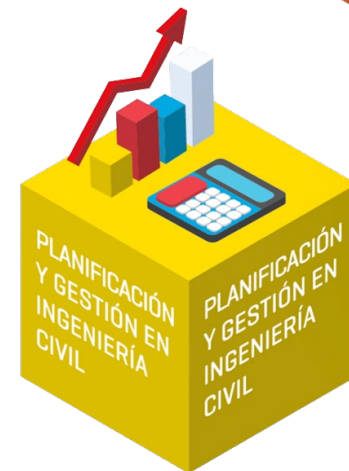 PLANIFICACIÓN
Y GESTIÓN EN
INGENIERÍA
CIVIL
PLANIFICACIÓN
Y GESTIÓN EN
INGENIERÍA
CIVIL